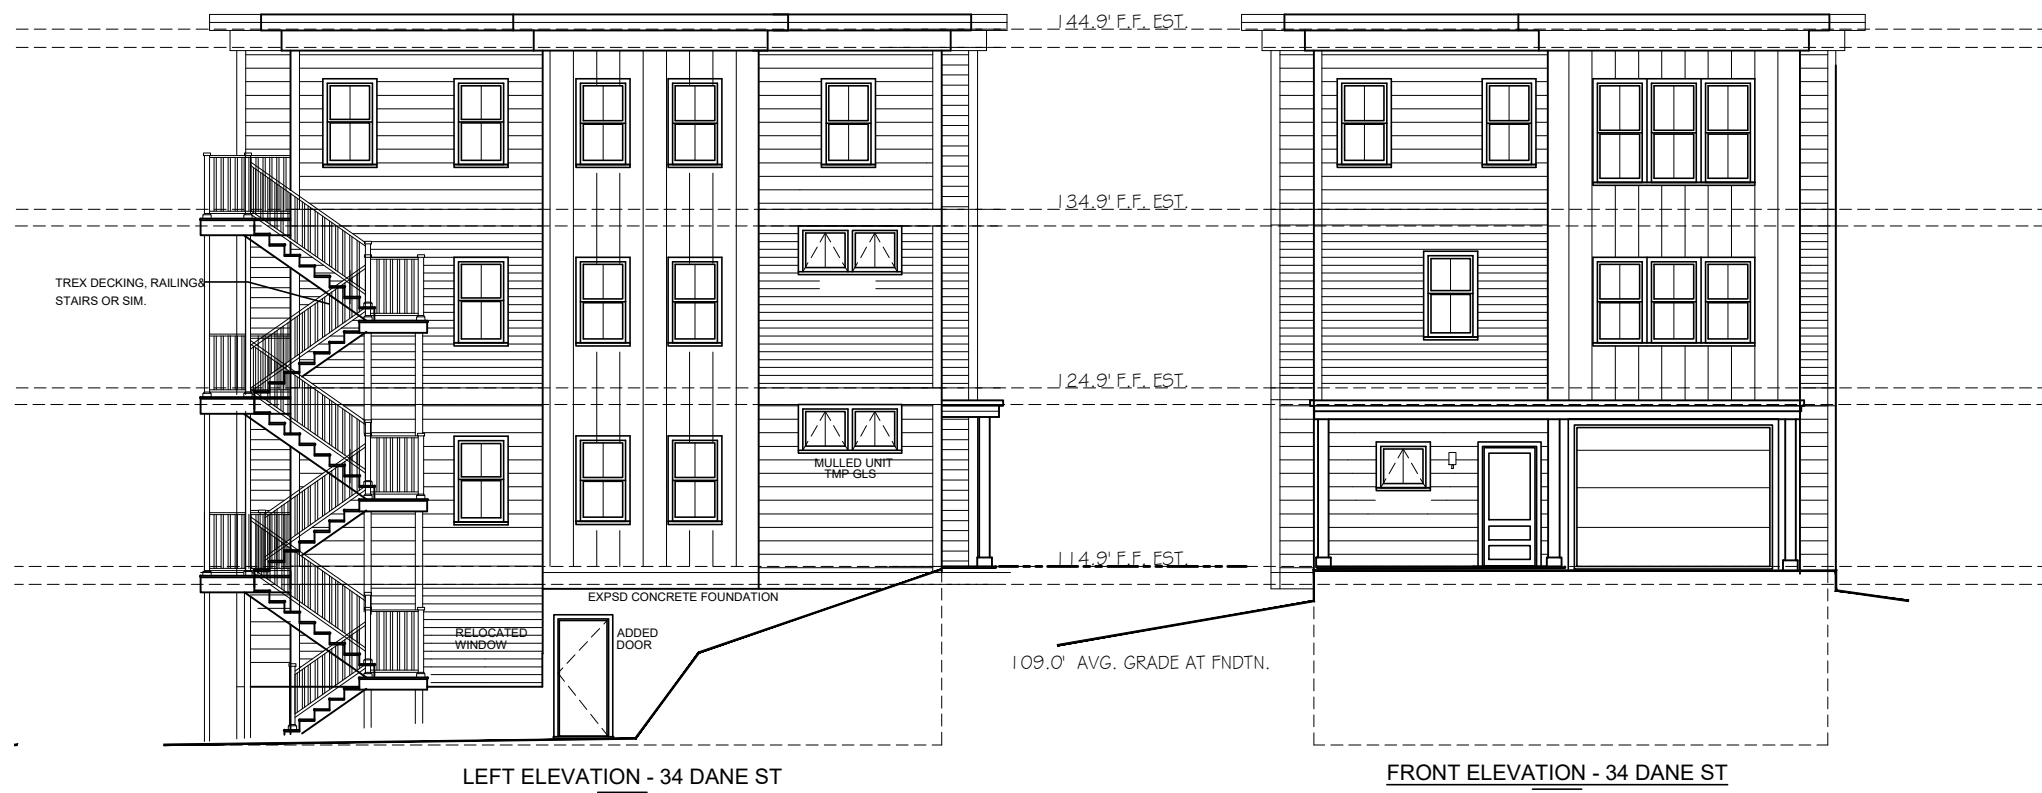 144.9' F.F. EST.
134.9' F.F. EST.
TREX DECKING, RAILING&
STAIRS OR SIM.
124.9' F.F. EST.
MULLED UNIT
TMP GLS
114.9' F.F. EST.
EXPSD CONCRETE FOUNDATION
RELOCATED
WINDOW
ADDED
DOOR
109.0' AVG. GRADE AT FNDTN.
LEFT ELEVATION - 34 DANE ST
FRONT ELEVATION - 34 DANE ST